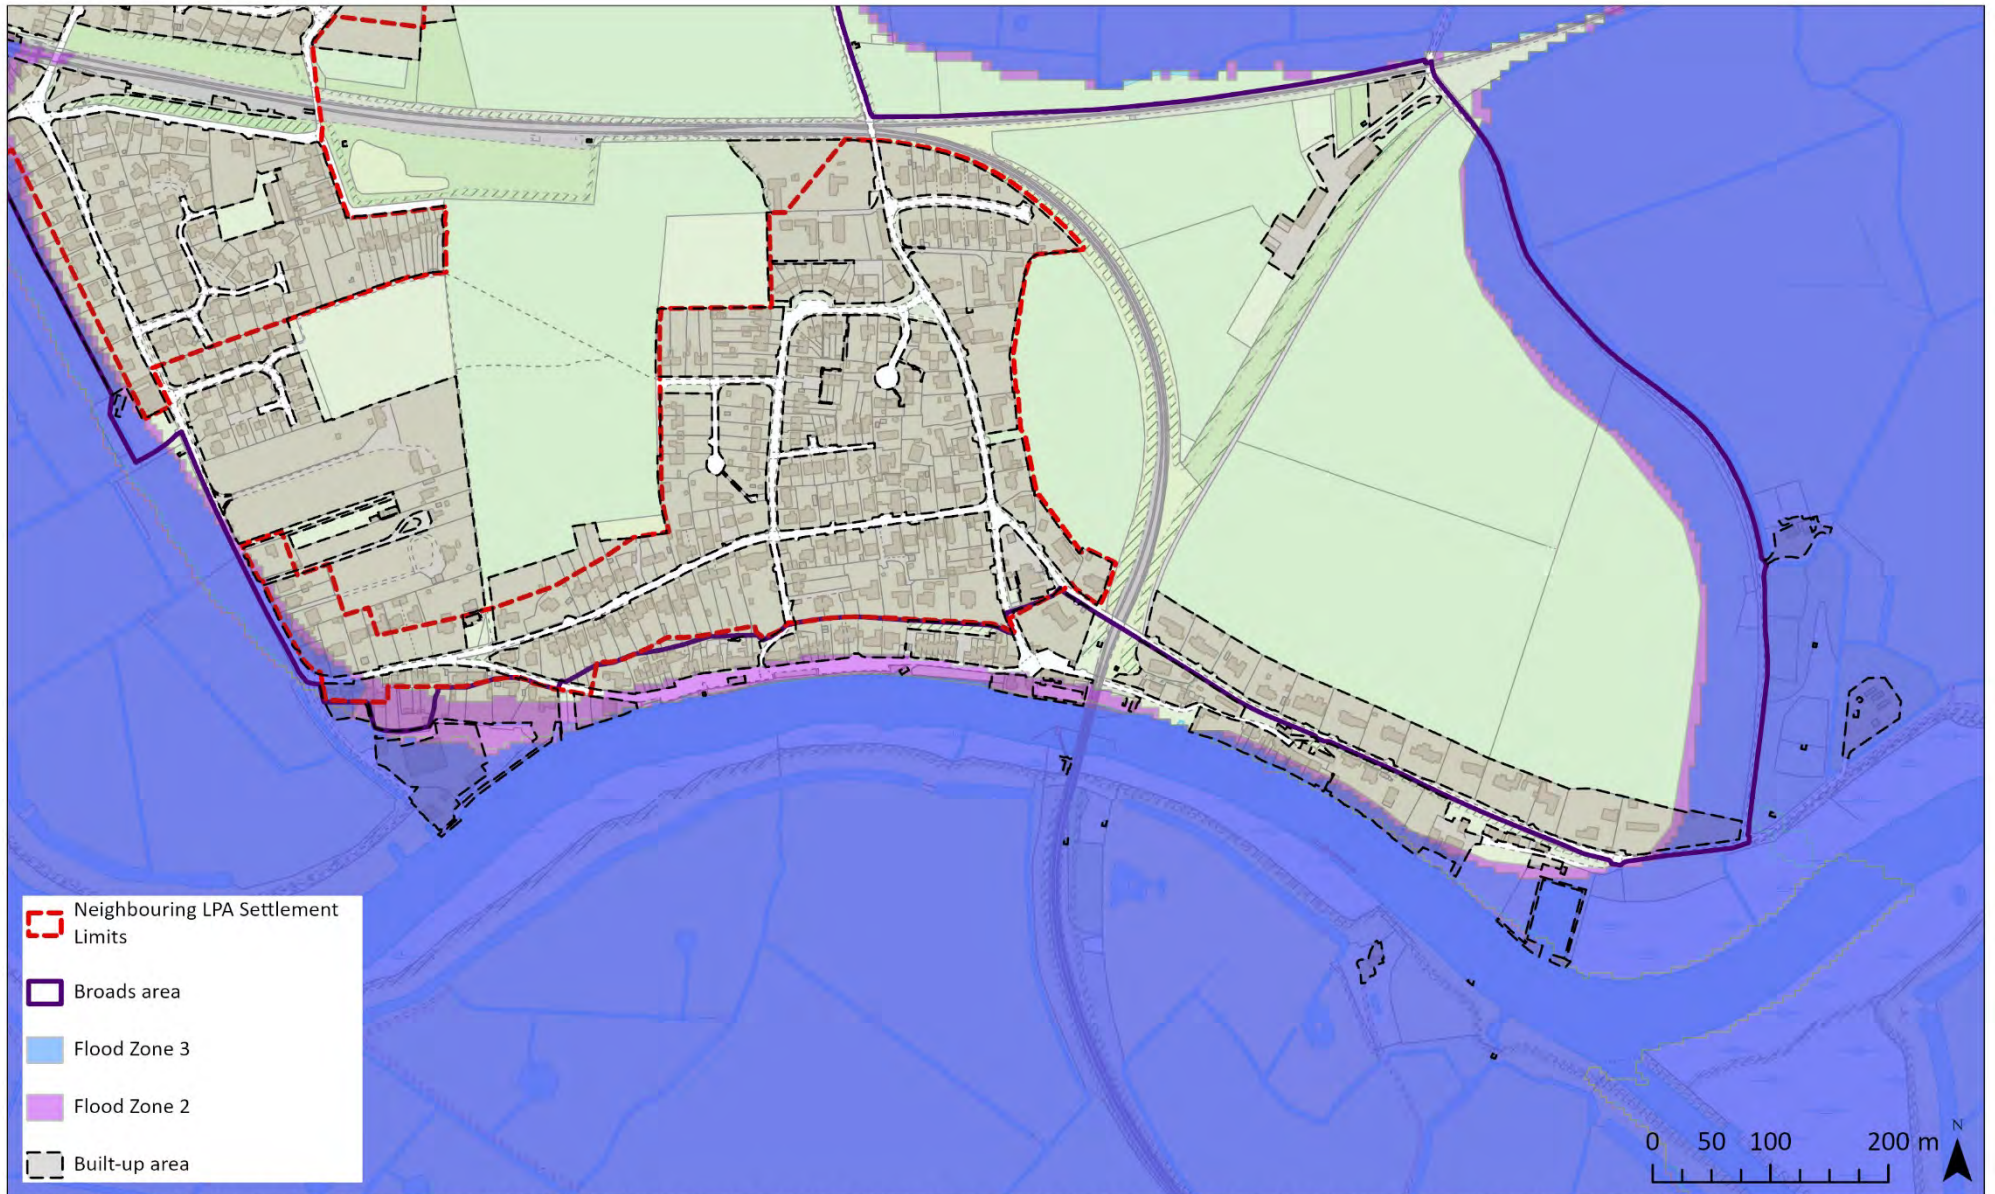 Neighbouring LPA Settlement
Limits
Broads area
Flood Zone 3
Flood Zone 2
Built-up area
0 50 100 200 m
N